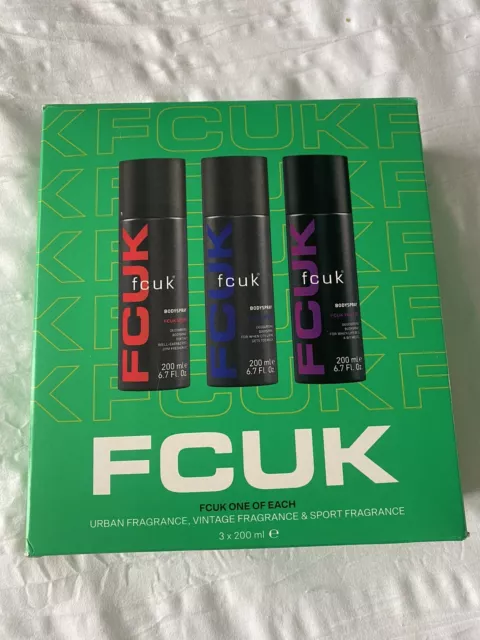 KFCUKF
FCUK
fcuk
BODYSPRAY
200 ml e
6.7 Fl. Oz
FCUK
fcuk
BODYSPRAY
200 ml e
6.7 Fl. Oz
FCUK
fcuk
BODYSPRAY
200 ml e
6.7 Fl. Oz
FCUK
FCUK ONE OF EACH
URBAN FRAGRANCE, VINTAGE FRAGRANCE & SPORT FRAGRANCE
3 x 200 ml e